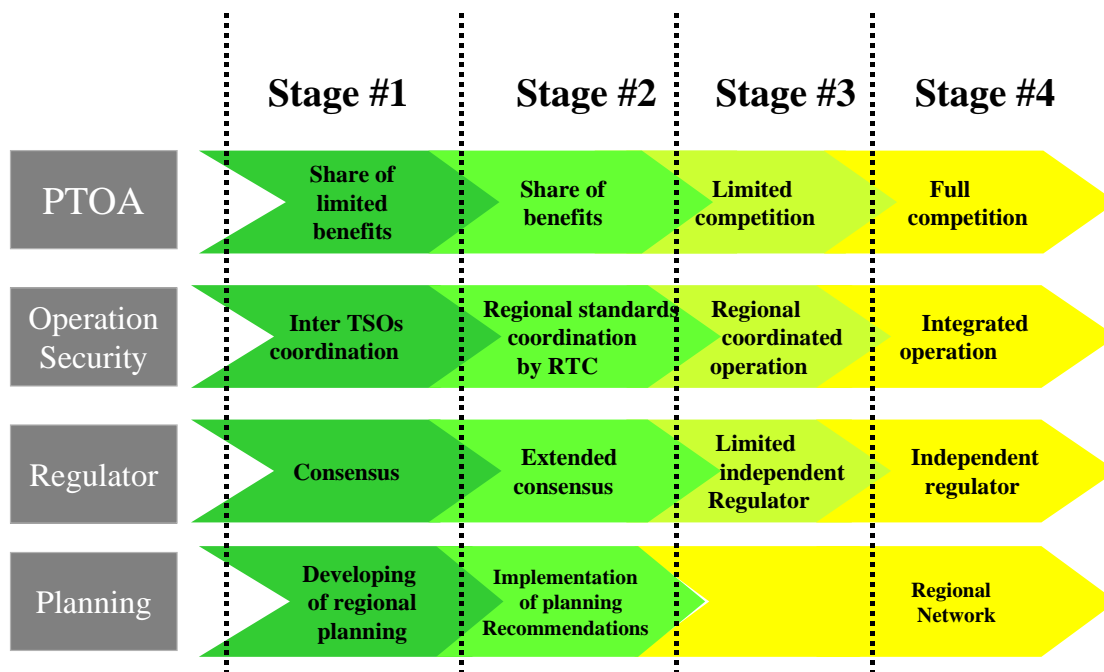 Stage #1
Stage #2
Stage #3
Stage #4
PTOA
Share of
limited
benefits
Share of
benefits
Limited
competition
Full
competition
Operation
Security
Inter TSOs
coordination
Regional standards
coordination
by RTC
Regional
coordinated
operation
Integrated
operation
Regulator
Consensus
Extended
consensus
Limited
independent
Regulator
Independent
regulator
Planning
Developing
of regional
planning
Implementation
of planning
Recommendations
Regional
Network